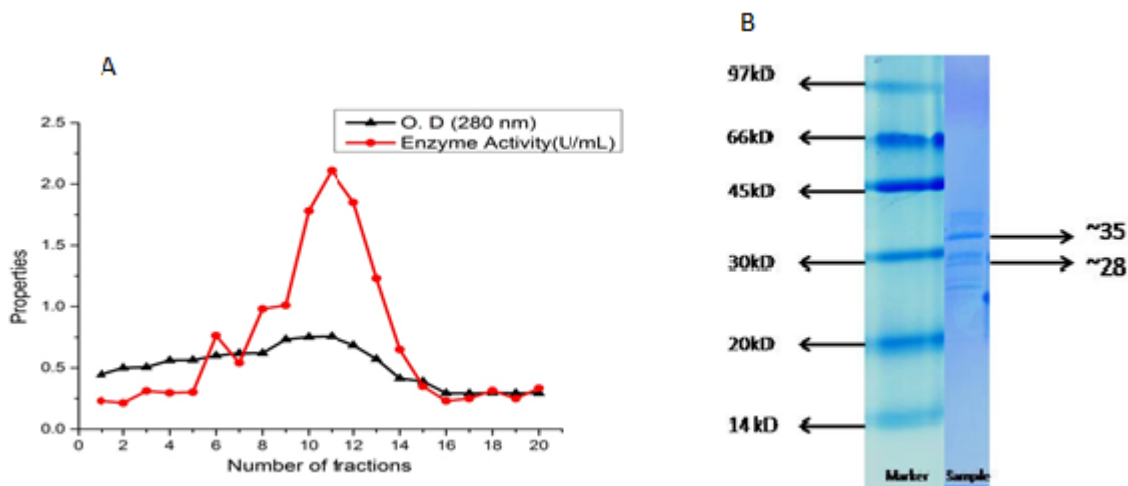 A
O. D (280 nm)
Enzyme Activity(U/mL)
2.5
2.0
1.5
1.0
0.5
0.0
Properties
0 2 4 6 8 10 12 14 16 18 20
Number of fractions
B
97kD
66kD
45kD
30kD
20kD
14 kD
~35
~28
Marker Sample